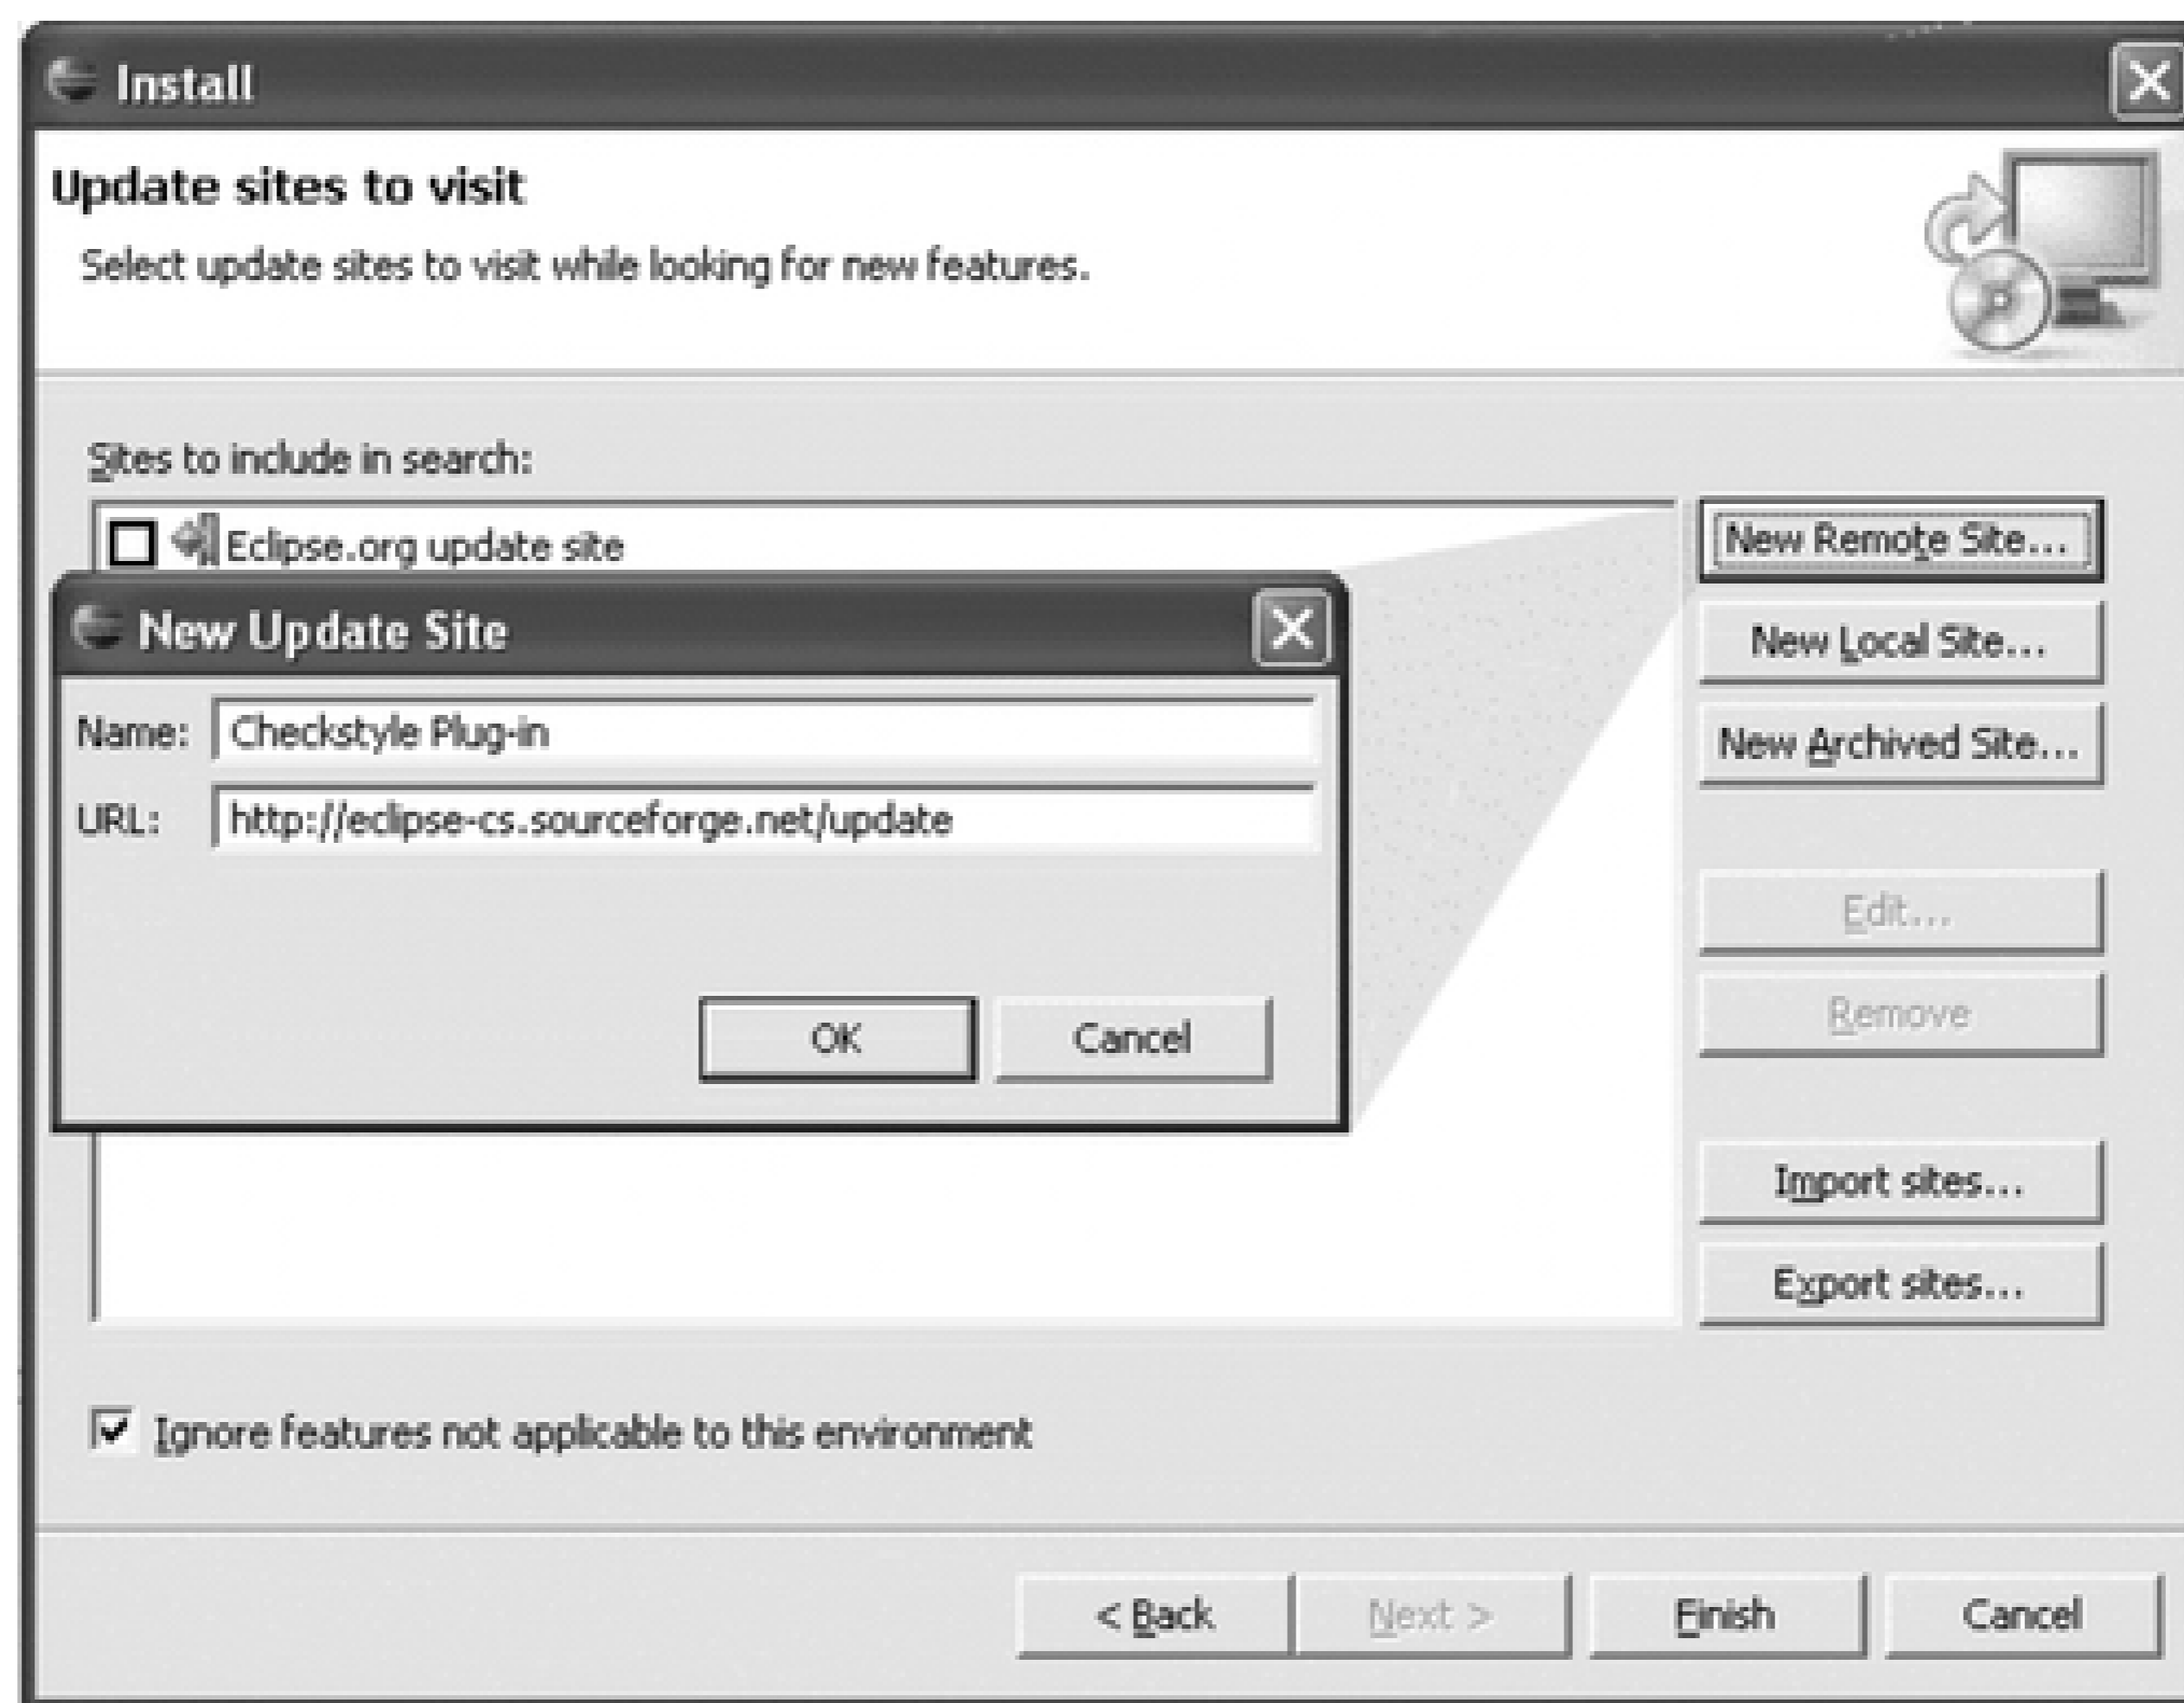 Install
Update sites to visit
Select update sites to visit while looking for new features.
Sites to include in search:
Eclipse.org update site
New Remote Site...
New Update Site
New Local Site...
Name: Checkstyle Plug-in
New Archived Site...
URL: http://eclipse-cs.sourceforge.net/update
Edit...
Remove
OK Cancel
Import sites...
Export sites...
Ignore features not applicable to this environment
< Back Next > Finish Cancel